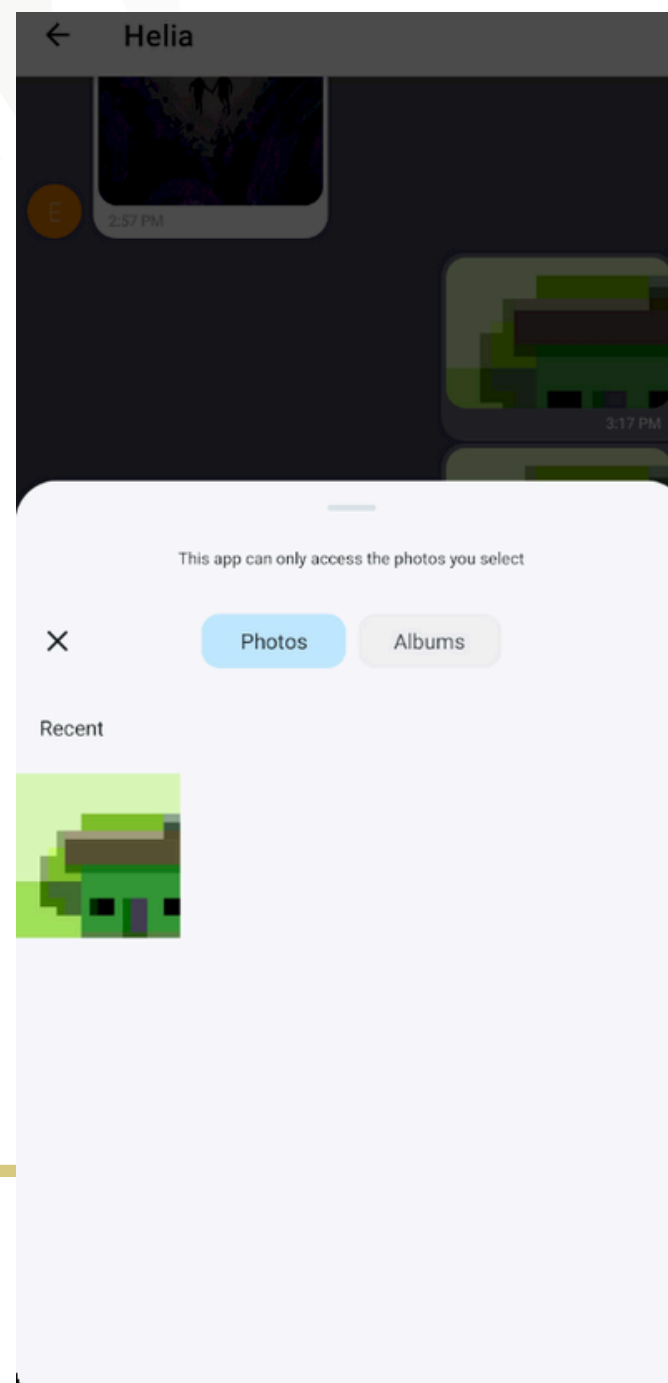 Helia
E
2:57 PM
3:17 PM
This app can only access the photos you select
Photos
Albums
Recent